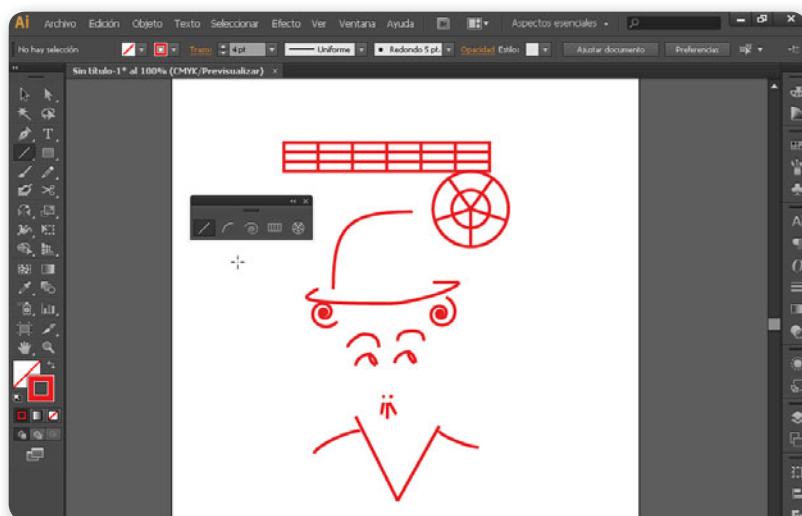 Ai Archivo Edición Objeto Texto Seleccionar Efecto Ver Ventana Ayuda Br Aspectos esenciales
No hay selección Trazo: 4 pt Uniforme Redondo 5 pt. Opacidad Estilo: Ajustar documento Preferencias
Sin título-1* al 100% (CMYK/Previsualizar) ×